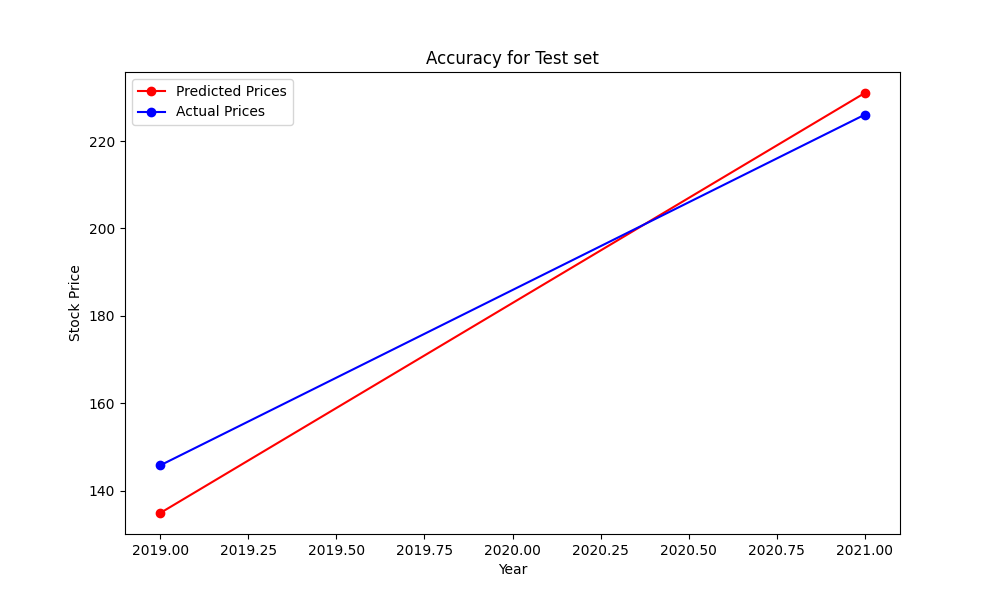 Accuracy for Test set
Predicted Prices
Actual Prices
220
200
180
160
140
Stock Price
2019.00 2019.25 2019.50 2019.75 2020.00 2020.25 2020.50 2020.75 2021.00
Year